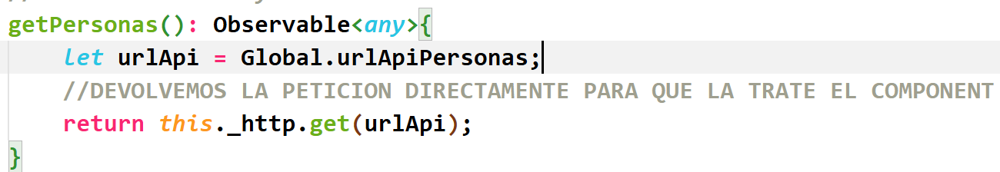 getPersonas(): Observable<any>{
let urlApi = Global.urlApiPersonas;
//DEVOLVEMOS LA PETICION DIRECTAMENTE PARA QUE LA TRATE EL COMPONENT
return this._http.get(urlApi);
}